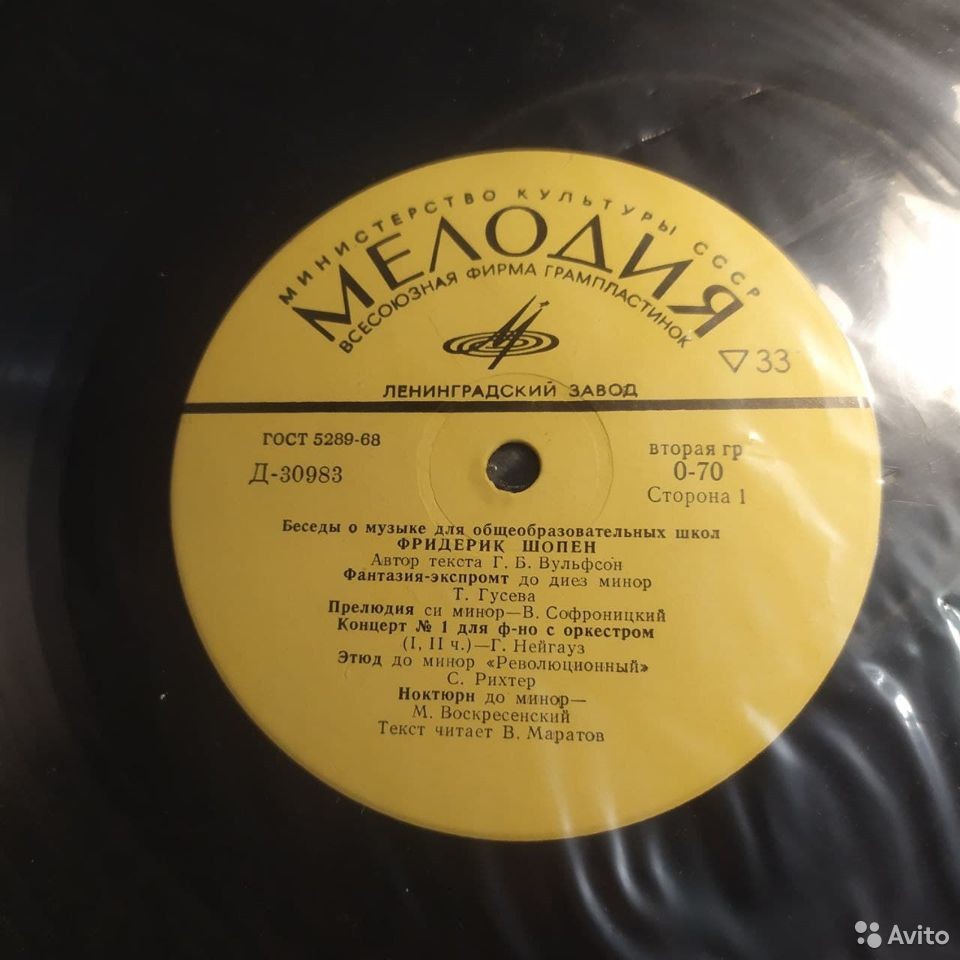 МИНИСТЕРСТВО КУЛЬТУРЫ СССР
МЕЛОДИЯ
ВСЕСОЮЗНАЯ ФИРМА ГРАМПЛАСТИНОК
▽33
ЛЕНИНГРАДСКИЙ ЗАВОД
ГОСТ 5289-68
Д-30983
вторая гр
0-70
Сторона 1
Беседы о музыке для общеобразовательных школ
ФРИДЕРИК ШОПЕН
Автор текста Г. Б. Вульфсон
Фантазия-экспромт до диез минор
Т. Гусева
Прелюдия си минор—В. Софроницкий
Концерт № 1 для ф-но с оркестром
(I, II ч.)—Г. Нейгауз
Этюд до минор «Революционный»
С. Рихтер
Ноктюрн до минор—
М. Воскресенский
Текст читает В. Маратов
Avito